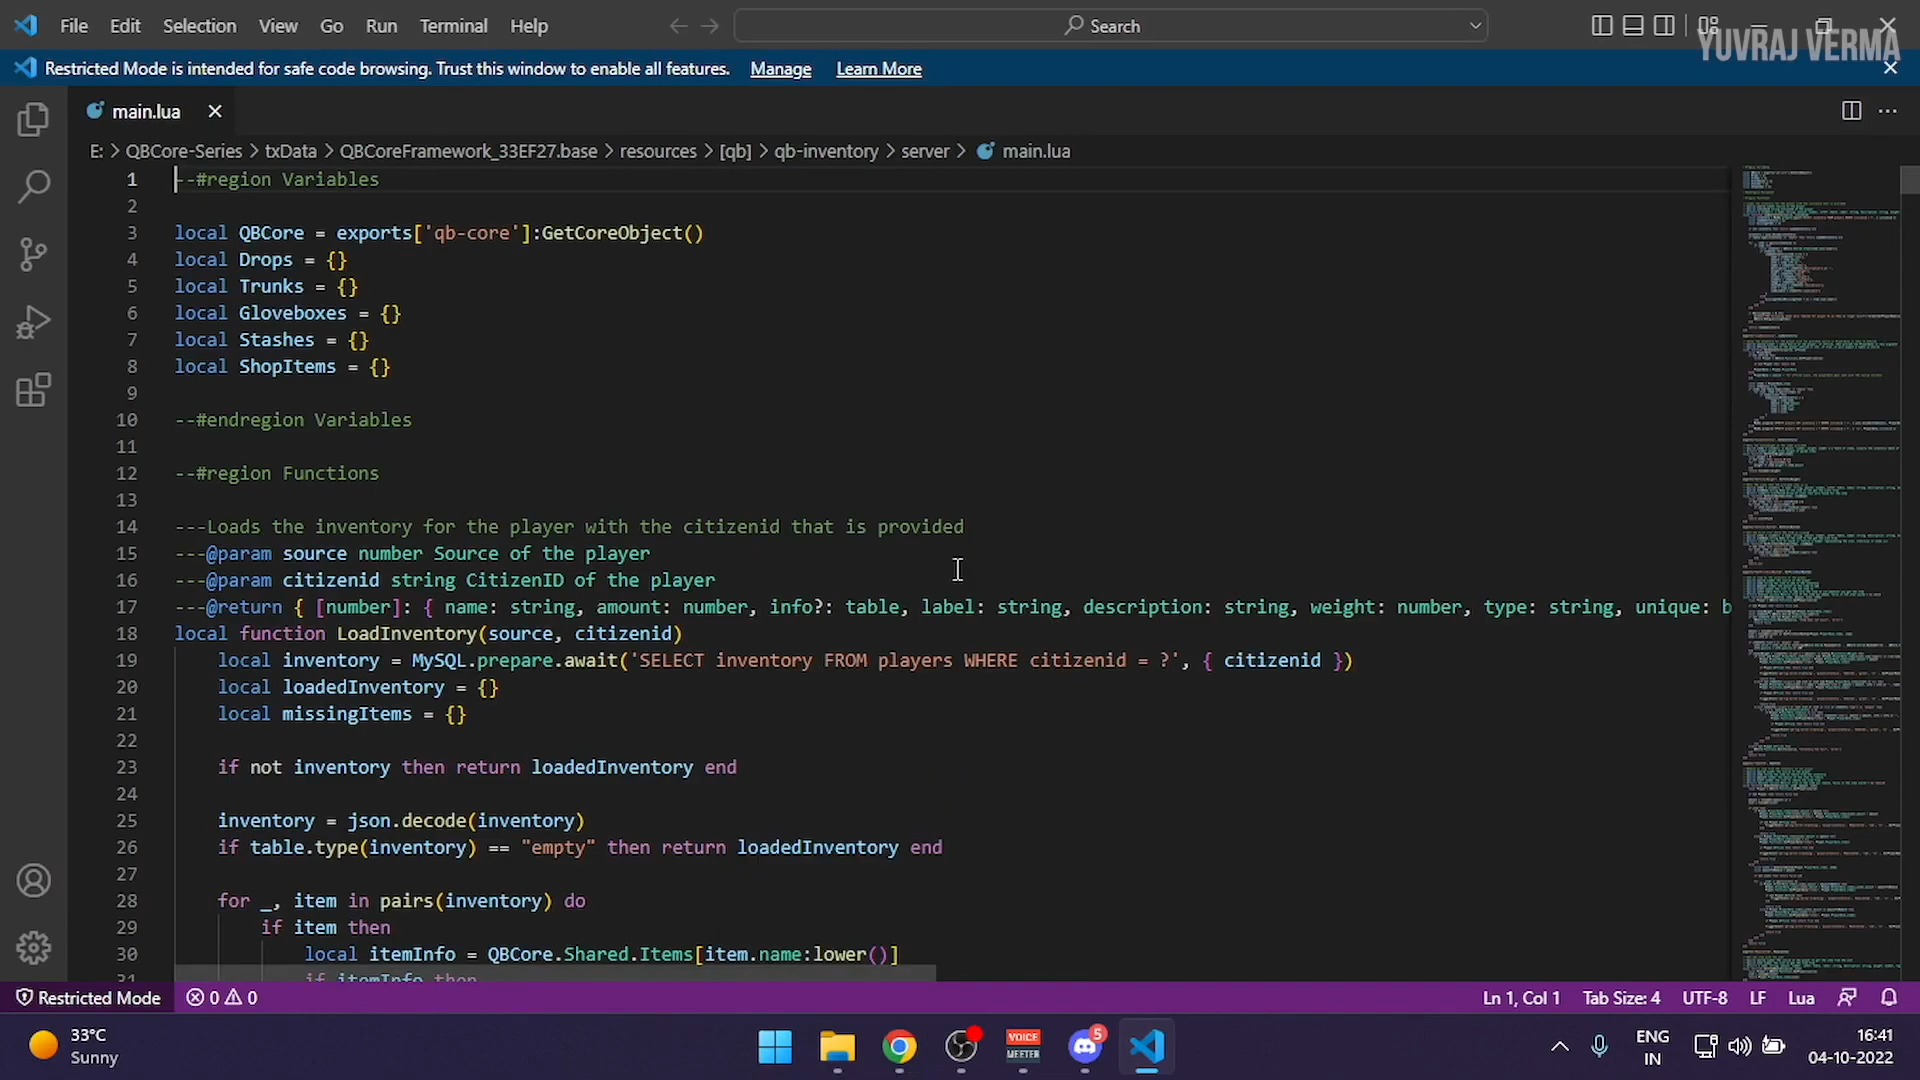 File Edit Selection View Go Run Terminal Help Search
YUVRAJ VERMA
Restricted Mode is intended for safe code browsing. Trust this window to enable all features. Manage Learn More
main.lua
E: > QBCore-Series > txData > QBCoreFramework_33EF27.base > resources > [qb] > qb-inventory > server > main.lua
1 --#region Variables
2
3 local QBCore = exports['qb-core']:GetCoreObject()
4 local Drops = {}
5 local Trunks = {}
6 local Gloveboxes = {}
7 local Stashes = {}
8 local ShopItems = {}
9
10 --#endregion Variables
11
12 --#region Functions
13
14 ---Loads the inventory for the player with the citizenid that is provided
15 ---@param source number Source of the player
16 ---@param citizenid string CitizenID of the player
17 ---@return { [number]: { name: string, amount: number, info?: table, label: string, description: string, weight: number, type: string, unique: b
18 local function LoadInventory(source, citizenid)
19 local inventory = MySQL.prepare.await('SELECT inventory FROM players WHERE citizenid = ?', { citizenid })
20 local loadedInventory = {}
21 local missingItems = {}
22
23 if not inventory then return loadedInventory end
24
25 inventory = json.decode(inventory)
26 if table.type(inventory) == "empty" then return loadedInventory end
27
28 for _, item in pairs(inventory) do
29 if item then
30 local itemInfo = QBCore.Shared.Items[item.name:lower()]
31 if itemInfo then
Restricted Mode 0 0 Ln 1, Col 1 Tab Size: 4 UTF-8 LF Lua
33°C
Sunny
VOICE
MEETER
5
ENG
IN
16:41
04-10-2022